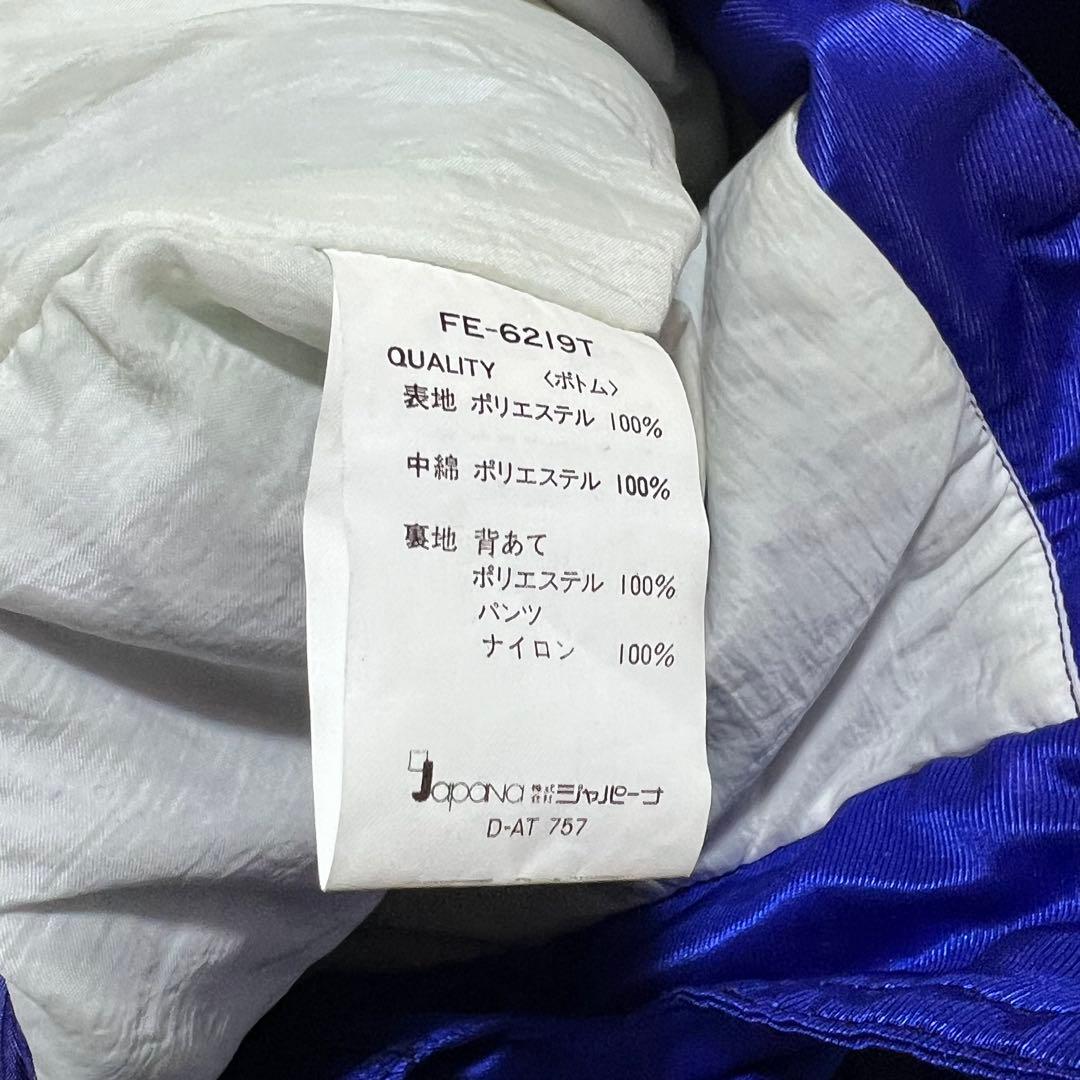 FE-6219T
QUALITY 〈ボトム〉
表地 ポリエステル 100%
中綿 ポリエステル 100%
裏地 背あて
ポリエステル 100%
パンツ
ナイロン 100%
Japana 株式会社 ジャパーナ
D-AT 757